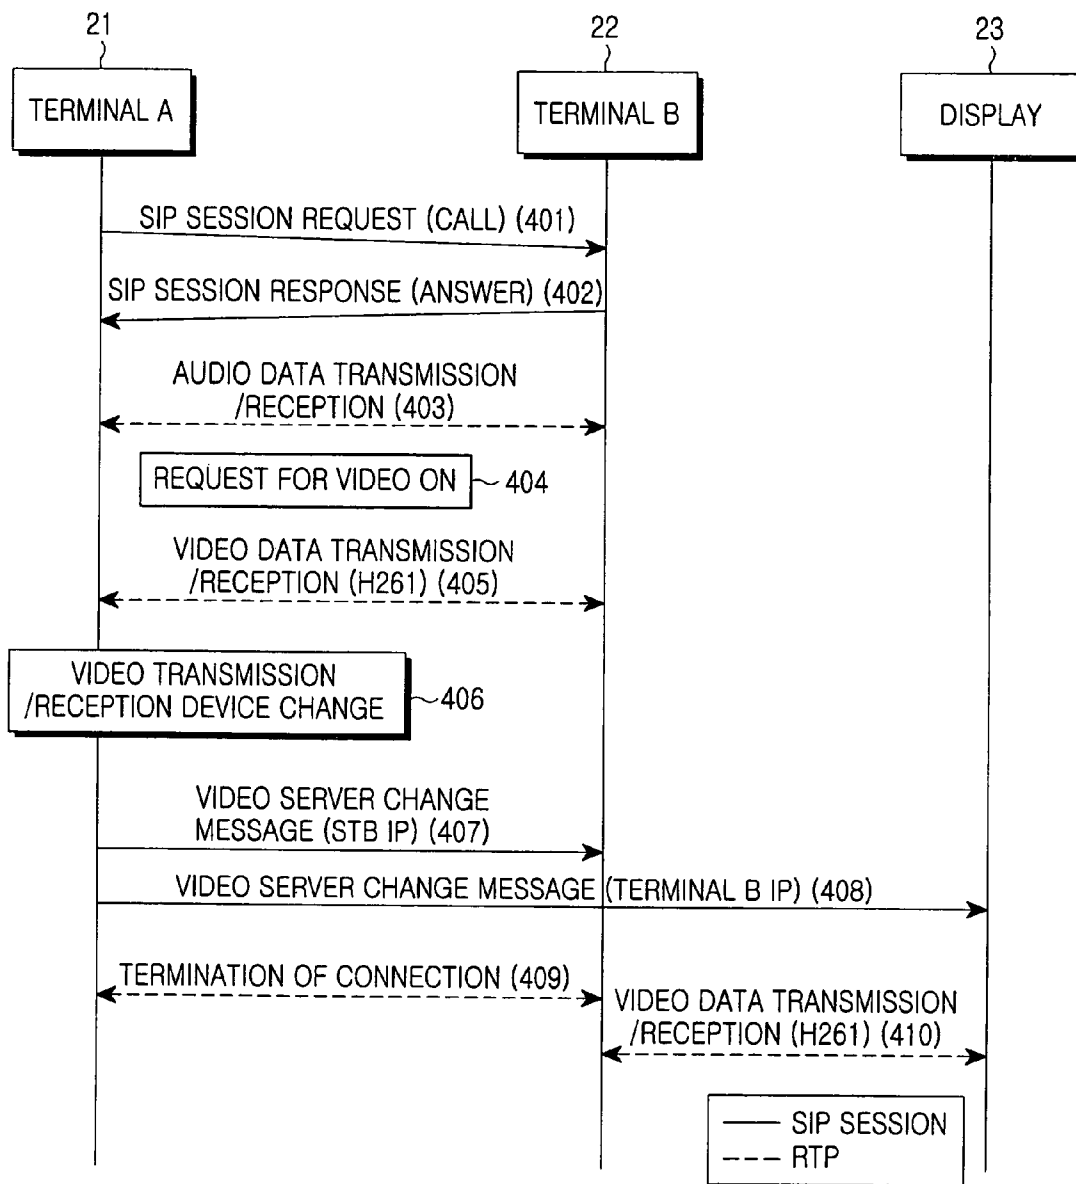 21
22
23
TERMINAL A
TERMINAL B
DISPLAY
SIP SESSION REQUEST (CALL) (401)
SIP SESSION RESPONSE (ANSWER) (402)
AUDIO DATA TRANSMISSION
/RECEPTION (403)
REQUEST FOR VIDEO ON
404
VIDEO DATA TRANSMISSION
/RECEPTION (H261) (405)
VIDEO TRANSMISSION
/RECEPTION DEVICE CHANGE
406
VIDEO SERVER CHANGE
MESSAGE (STB IP) (407)
VIDEO SERVER CHANGE MESSAGE (TERMINAL B IP) (408)
TERMINATION OF CONNECTION (409)
VIDEO DATA TRANSMISSION
/RECEPTION (H261) (410)
SIP SESSION
RTP